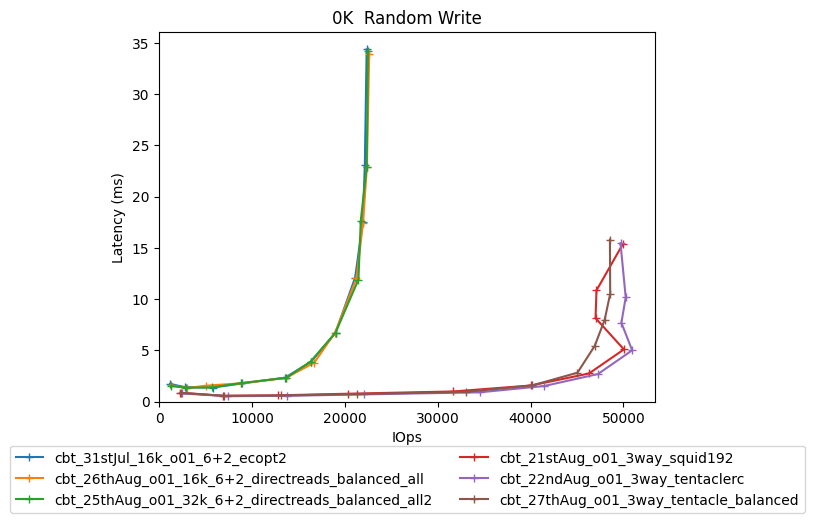 0K  Random Write
Latency (ms)
35
30
25
20
15
10
5
0
0 10000 20000 30000 40000 50000
IOps
cbt_31stJul_16k_o01_6+2_ecopt2
cbt_26thAug_o01_16k_6+2_directreads_balanced_all
cbt_25thAug_o01_32k_6+2_directreads_balanced_all2
cbt_21stAug_o01_3way_squid192
cbt_22ndAug_o01_3way_tentaclerc
cbt_27thAug_o01_3way_tentacle_balanced